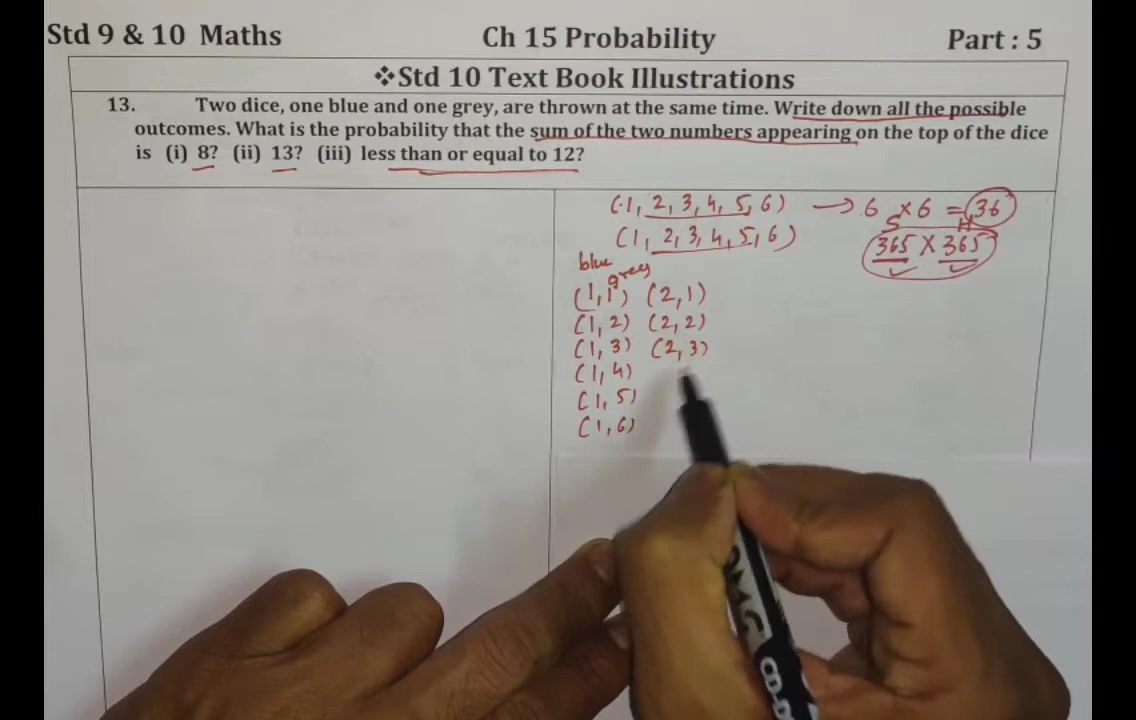 Std 9 & 10 Maths Ch 15 Probability Part : 5
❖Std 10 Text Book Illustrations
13. Two dice, one blue and one grey, are thrown at the same time. Write down all the possible
outcomes. What is the probability that the sum of the two numbers appearing on the top of the dice
is (i) 8? (ii) 13? (iii) less than or equal to 12?
(1, 2, 3, 4, 5, 6) → 6 × 6 = 36
(1, 2, 3, 4, 5, 6)
S H
365 × 365
blue
grey
(1,1) (2,1)
(1,2) (2,2)
(1,3) (2,3)
(1,4)
(1,5)
(1,6)